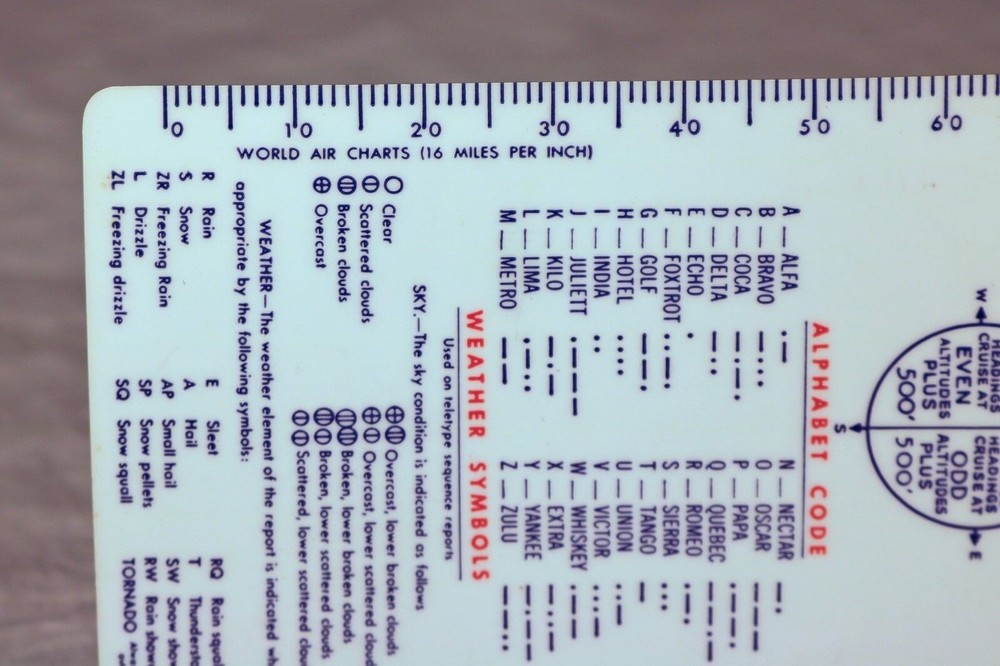 0 10 20 30 40 50 60
WORLD AIR CHARTS (16 MILES PER INCH)
W
HEADINGS
CRUISE AT
EVEN
ALTITUDES
PLUS
500'
HEADINGS
CRUISE AT
ODD
ALTITUDES
PLUS
500'
S
E
ALPHABET CODE
A — ALFA .— N — NECTAR —.
B — BRAVO —... O — OSCAR ———
C — COCA —.—. P — PAPA .——.
D — DELTA —.. Q — QUEBEC ——.—
E — ECHO . R — ROMEO .—.
F — FOXTROT ..—. S — SIERRA ...
G — GOLF ——. T — TANGO —
H — HOTEL .... U — UNION ..—
I — INDIA .. V — VICTOR ...—
J — JULIETT .——— W — WHISKEY .——
K — KILO —.— X — EXTRA —..—
L — LIMA .—.. Y — YANKEE —.——
M — METRO —— Z — ZULU ——..
WEATHER SYMBOLS
Used on teletype sequence reports
SKY.—The sky condition is indicated as follows
Clear Overcast, lower broken clouds
Scattered clouds Overcast, lower scattered cloud
Broken clouds Broken, lower broken clouds
Overcast Broken, lower scattered clouds
Scattered, lower scattered clou
WEATHER—The weather element of the report is indicated wh
appropriate by the following symbols:
R Rain E Sleet RQ Rain squal
S Snow A Hail T Thundersto
ZR Freezing Rain AP Small hail SW Snow show
L Drizzle SP Snow pellets RW Rain show
ZL Freezing drizzle SQ Snow squall TORNADO Alwa